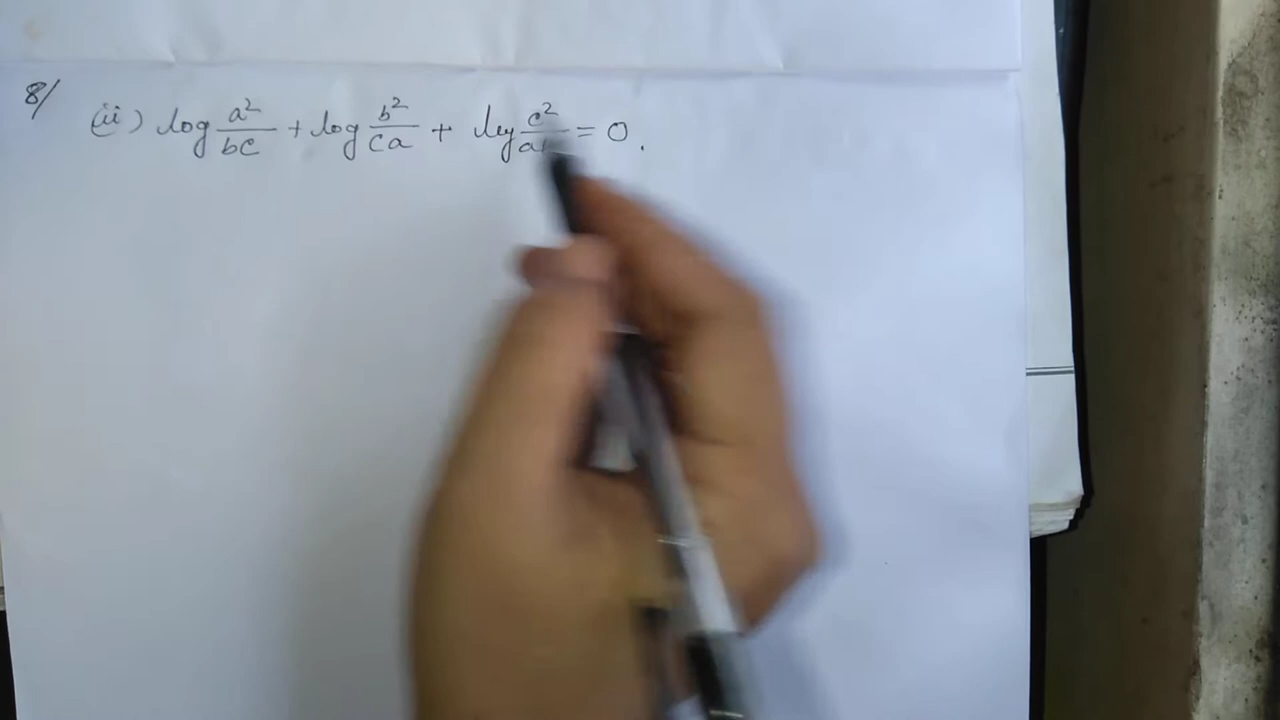 8/ (ii) log a²/bc + log b²/ca + log c²/a = 0.